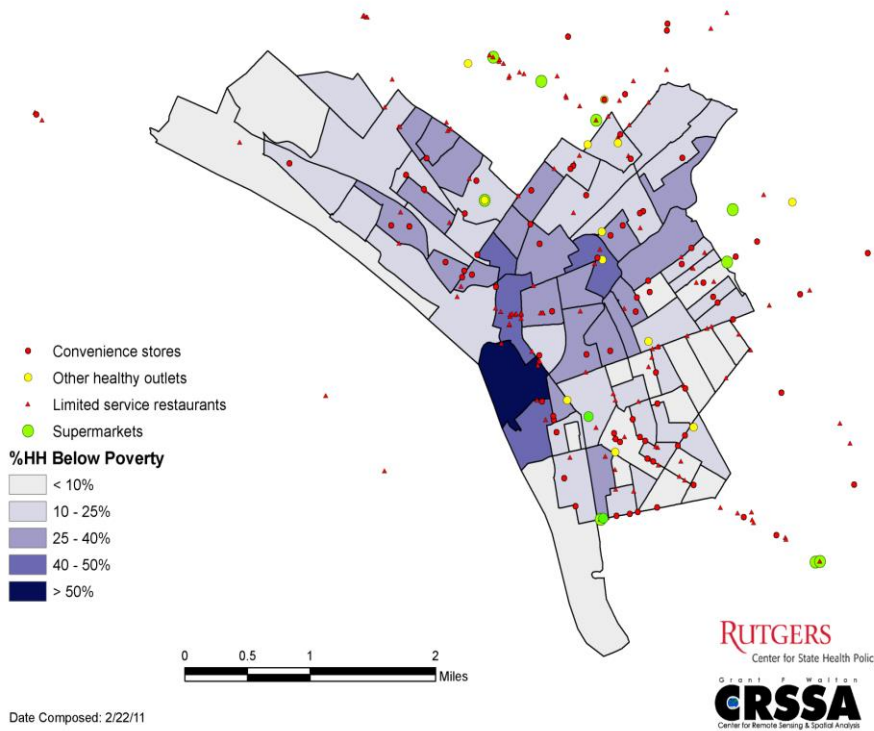 Convenience stores
Other healthy outlets
Limited service restaurants
Supermarkets
%HH Below Poverty
< 10%
10 - 25%
25 - 40%
40 - 50%
> 50%
0 0.5 1 2
Miles
Date Composed: 2/22/11
RUTGERS
Center for State Health Polic
Grant F Walton
CRSSA
Center for Remote Sensing & Spatial Analysis